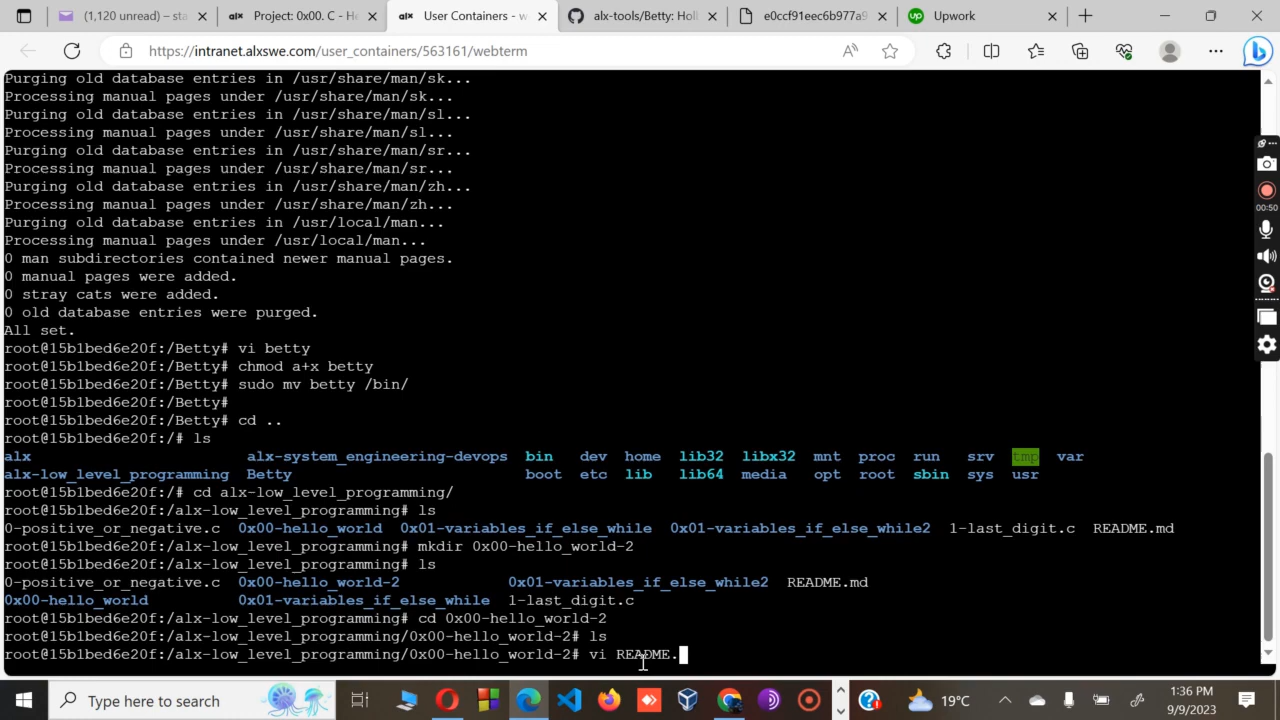 (1,120 unread) – sta
Project: 0x00. C - He
User Containers - w
alx-tools/Betty: Holi
e0ccf91eec6b977a9
Upwork
https://intranet.alxswe.com/user_containers/563161/webterm
Purging old database entries in /usr/share/man/sk...
Processing manual pages under /usr/share/man/sk...
Purging old database entries in /usr/share/man/sl...
Processing manual pages under /usr/share/man/sl...
Purging old database entries in /usr/share/man/sr...
Processing manual pages under /usr/share/man/sr...
Purging old database entries in /usr/share/man/zh...
Processing manual pages under /usr/share/man/zh...
Purging old database entries in /usr/local/man...
Processing manual pages under /usr/local/man...
0 man subdirectories contained newer manual pages.
0 manual pages were added.
0 stray cats were added.
0 old database entries were purged.
All set.
root@15b1bed6e20f:/Betty# vi betty
root@15b1bed6e20f:/Betty# chmod a+x betty
root@15b1bed6e20f:/Betty# sudo mv betty /bin/
root@15b1bed6e20f:/Betty#
root@15b1bed6e20f:/Betty# cd ..
root@15b1bed6e20f:/# ls
alx alx-system_engineering-devops bin dev home lib32 libx32 mnt proc run srv tmp var
alx-low_level_programming Betty boot etc lib lib64 media opt root sbin sys usr
root@15b1bed6e20f:/# cd alx-low_level_programming/
root@15b1bed6e20f:/alx-low_level_programming# ls
0-positive_or_negative.c 0x00-hello_world 0x01-variables_if_else_while 0x01-variables_if_else_while2 1-last_digit.c README.md
root@15b1bed6e20f:/alx-low_level_programming# mkdir 0x00-hello_world-2
root@15b1bed6e20f:/alx-low_level_programming# ls
0-positive_or_negative.c 0x00-hello_world-2 0x01-variables_if_else_while2 README.md
0x00-hello_world 0x01-variables_if_else_while 1-last_digit.c
root@15b1bed6e20f:/alx-low_level_programming# cd 0x00-hello_world-2
root@15b1bed6e20f:/alx-low_level_programming/0x00-hello_world-2# ls
root@15b1bed6e20f:/alx-low_level_programming/0x00-hello_world-2# vi README.
00:50
Type here to search
19°C
1:36 PM
9/9/2023